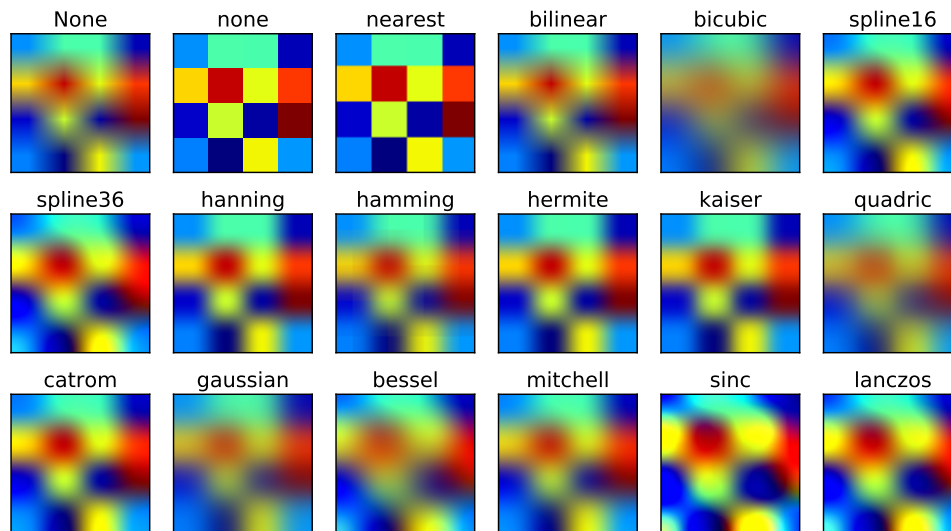 None none nearest bilinear bicubic spline16
spline36 hanning hamming hermite kaiser quadric
catrom gaussian bessel mitchell sinc lanczos